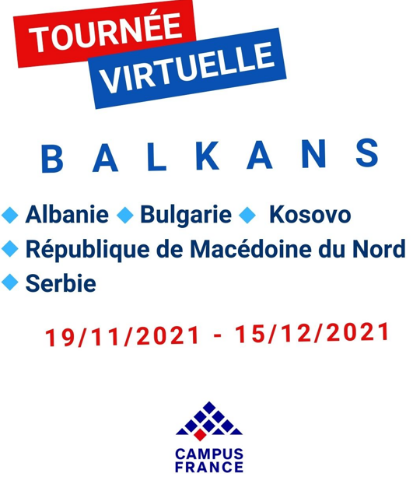 TOURNÉE
VIRTUELLE
BALKANS
Albanie Bulgarie Kosovo
République de Macédoine du Nord
Serbie
19/11/2021 - 15/12/2021
CAMPUS
FRANCE